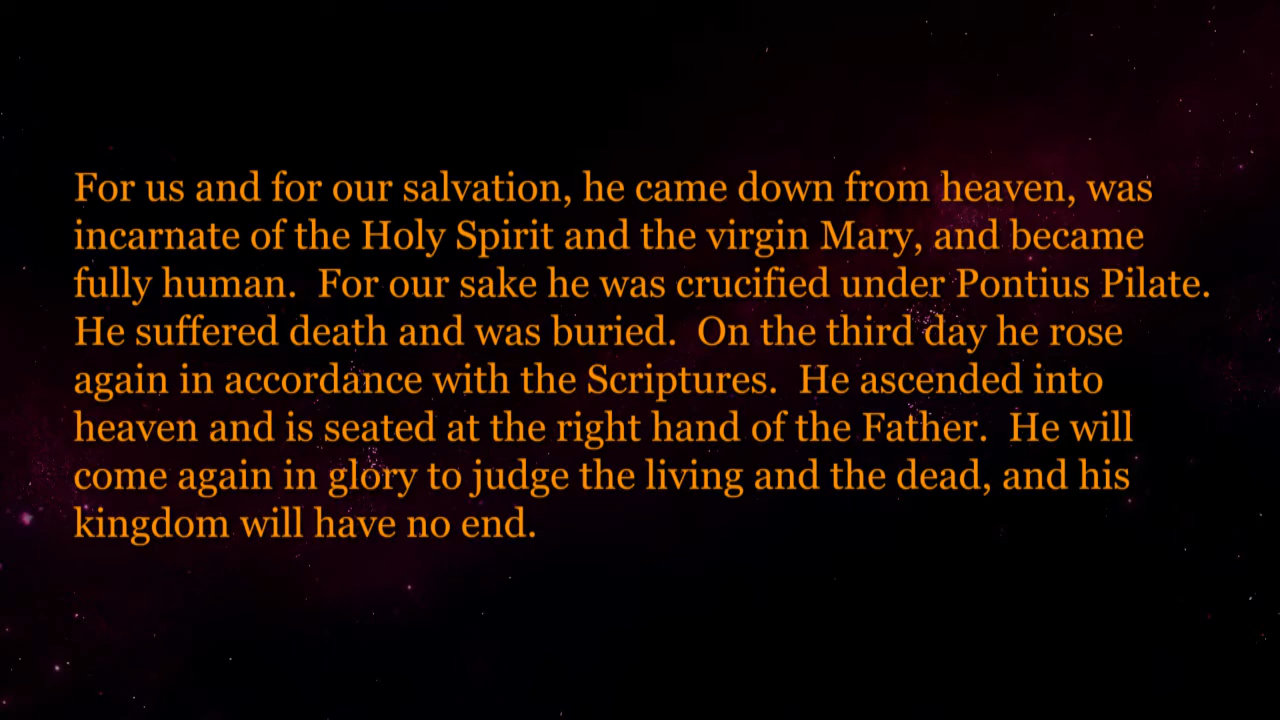 For us and for our salvation, he came down from heaven, was
incarnate of the Holy Spirit and the virgin Mary, and became
fully human.  For our sake he was crucified under Pontius Pilate.
He suffered death and was buried.  On the third day he rose
again in accordance with the Scriptures.  He ascended into
heaven and is seated at the right hand of the Father.  He will
come again in glory to judge the living and the dead, and his
kingdom will have no end.